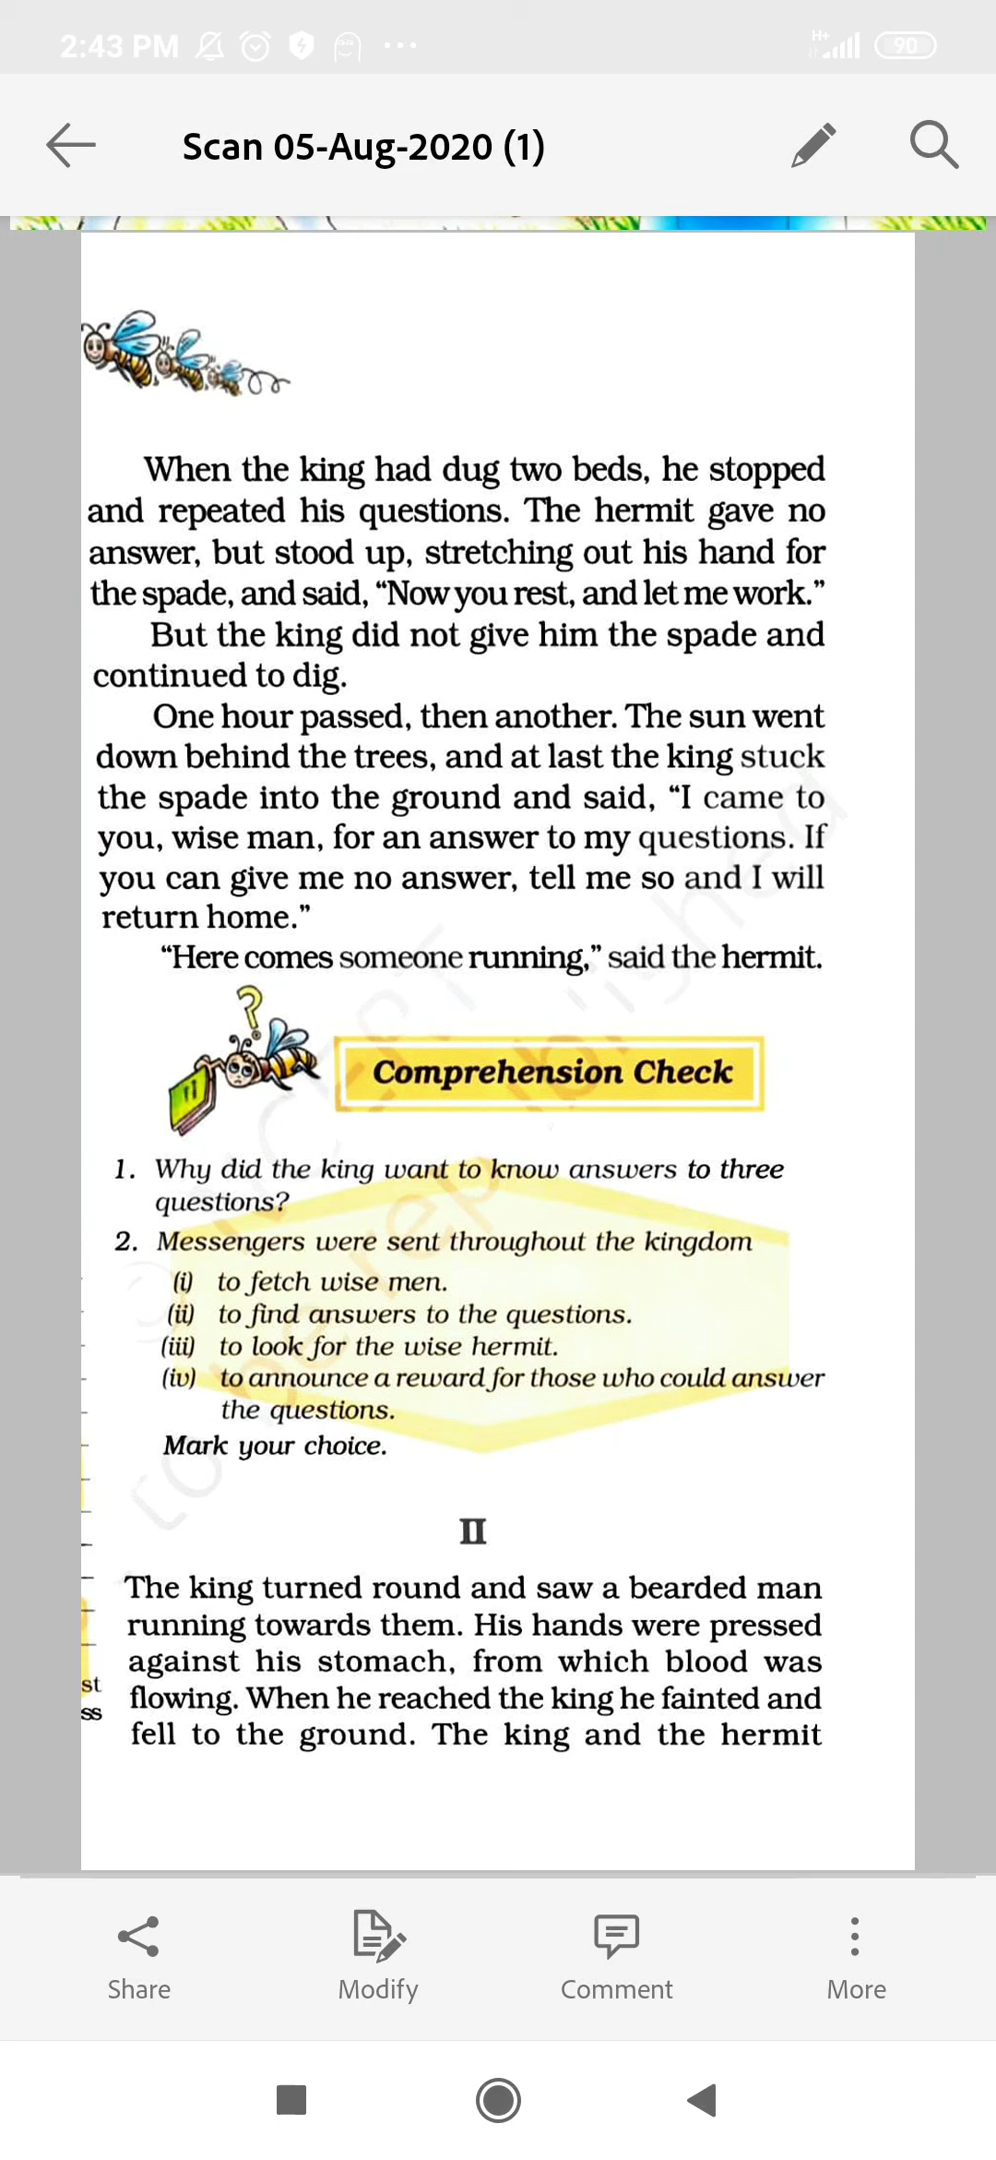 2:43 PM
H+
90
Scan 05-Aug-2020 (1)
When the king had dug two beds, he stopped
and repeated his questions. The hermit gave no
answer, but stood up, stretching out his hand for
the spade, and said, “Now you rest, and let me work.”
But the king did not give him the spade and
continued to dig.
One hour passed, then another. The sun went
down behind the trees, and at last the king stuck
the spade into the ground and said, “I came to
you, wise man, for an answer to my questions. If
you can give me no answer, tell me so and I will
return home.”
“Here comes someone running,” said the hermit.
?
Comprehension Check
1. Why did the king want to know answers to three
questions?
2. Messengers were sent throughout the kingdom
(i) to fetch wise men.
(ii) to find answers to the questions.
(iii) to look for the wise hermit.
(iv) to announce a reward for those who could answer
the questions.
Mark your choice.
II
The king turned round and saw a bearded man
running towards them. His hands were pressed
against his stomach, from which blood was
st
flowing. When he reached the king he fainted and
ss
fell to the ground. The king and the hermit
Share
Modify
Comment
More